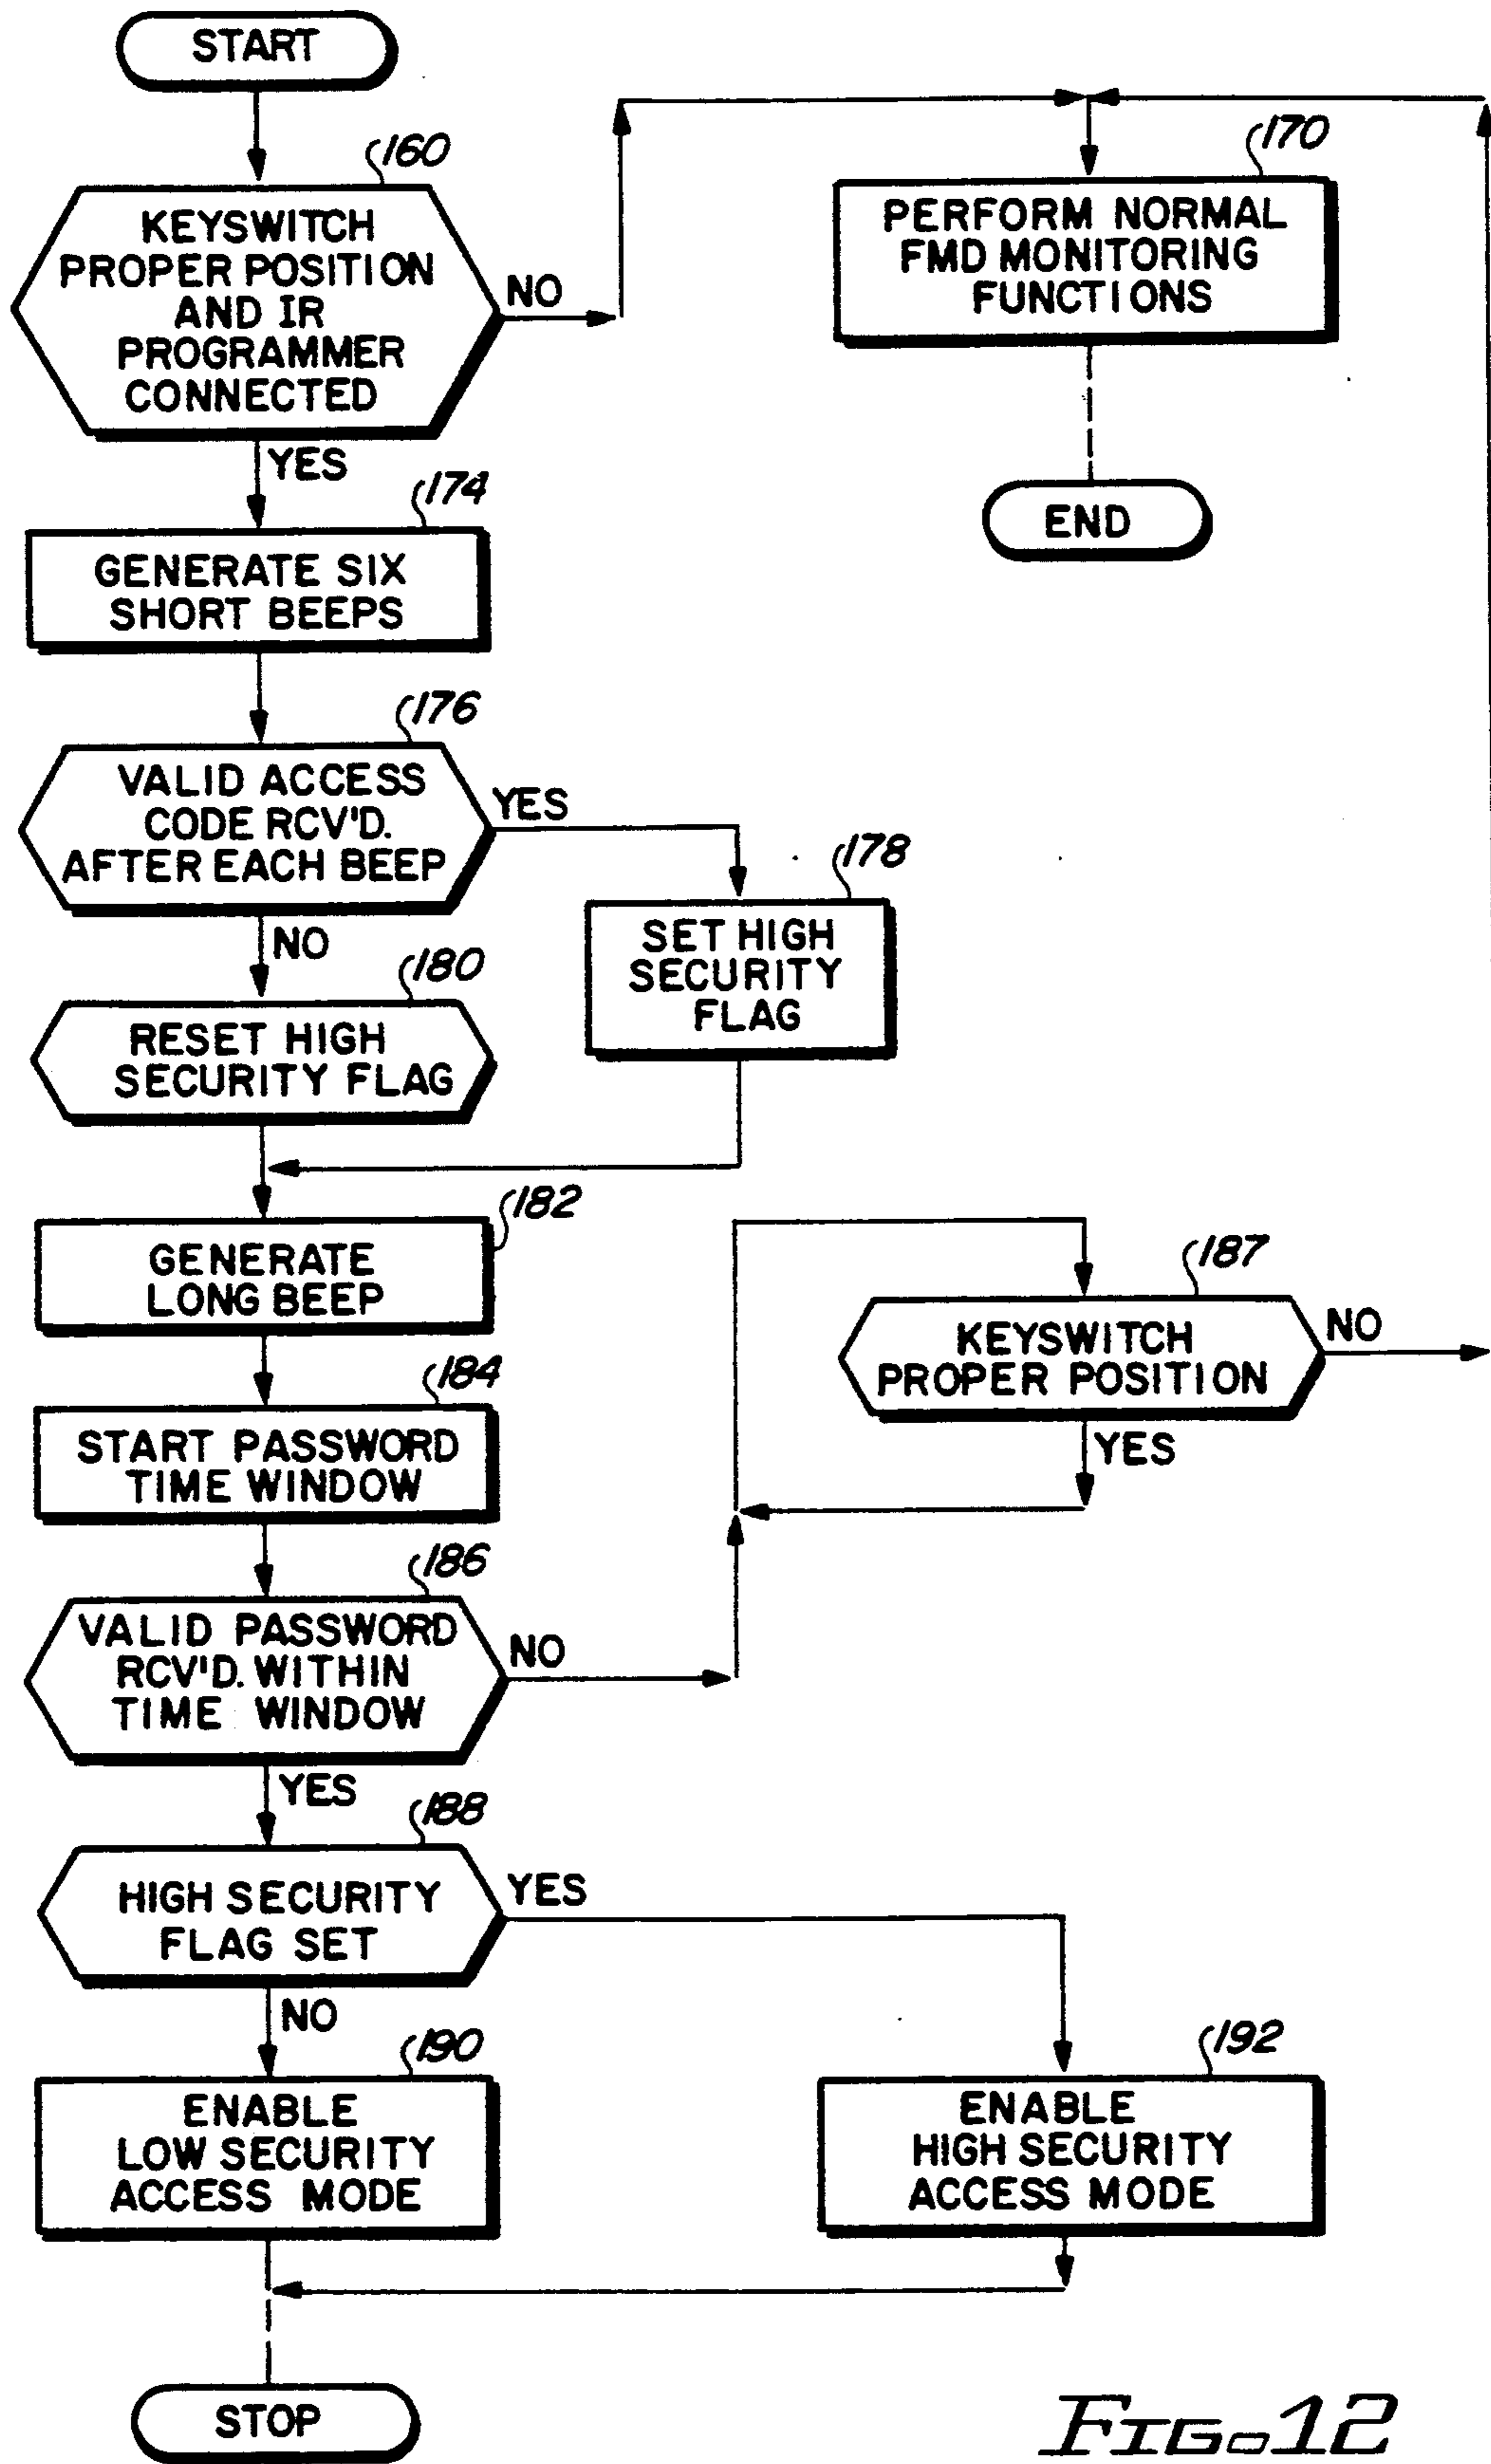 START
160
KEYSWITCH
PROPER POSITION
AND IR
PROGRAMMER
CONNECTED
NO
YES
170
PERFORM NORMAL
FMD MONITORING
FUNCTIONS
END
174
GENERATE SIX
SHORT BEEPS
176
VALID ACCESS
CODE RCV'D.
AFTER EACH BEEP
YES
NO
178
SET HIGH
SECURITY
FLAG
180
RESET HIGH
SECURITY FLAG
182
GENERATE
LONG BEEP
184
START PASSWORD
TIME WINDOW
186
VALID PASSWORD
RCV'D. WITHIN
TIME WINDOW
NO
YES
187
KEYSWITCH
PROPER POSITION
NO
YES
188
HIGH SECURITY
FLAG SET
YES
NO
190
ENABLE
LOW SECURITY
ACCESS MODE
192
ENABLE
HIGH SECURITY
ACCESS MODE
STOP
FIG. 12